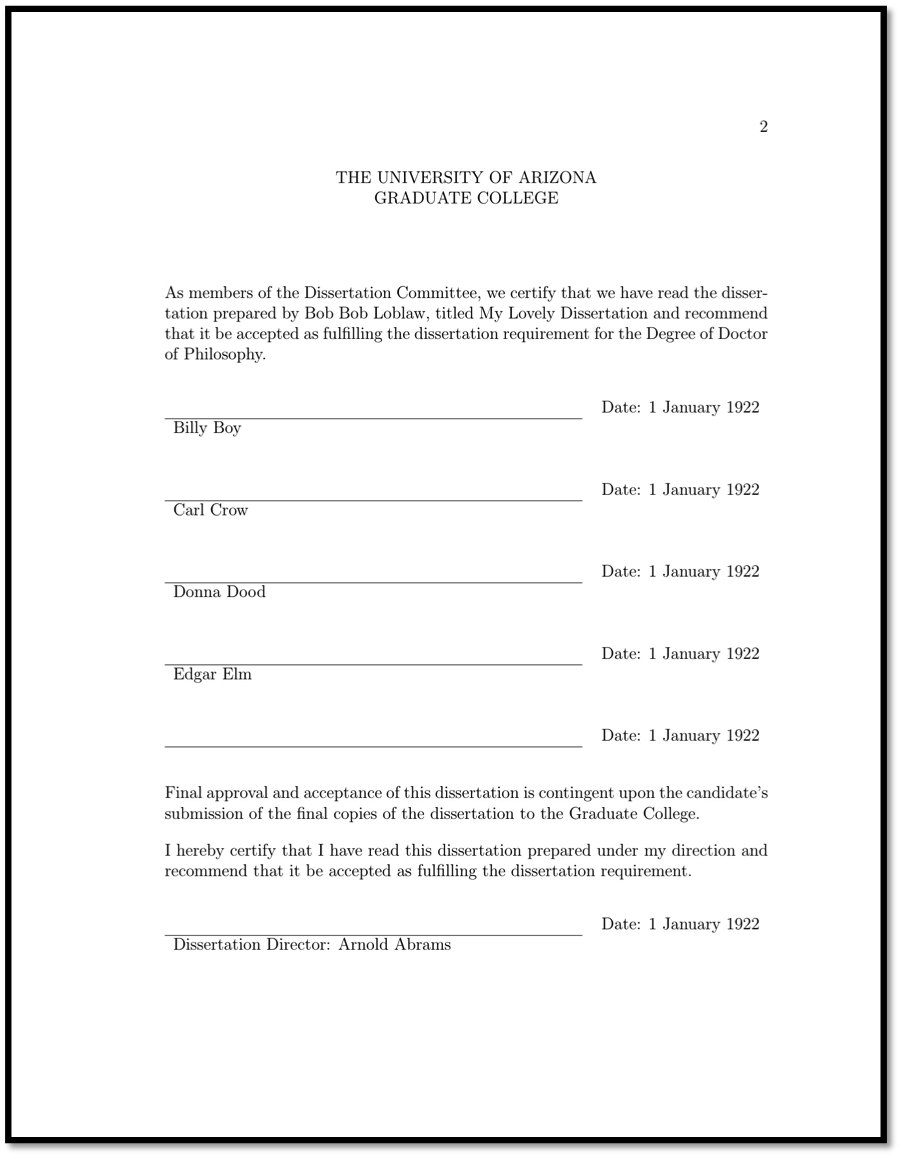 2
THE UNIVERSITY OF ARIZONA
GRADUATE COLLEGE
As members of the Dissertation Committee, we certify that we have read the disser-
tation prepared by Bob Bob Loblaw, titled My Lovely Dissertation and recommend
that it be accepted as fulfilling the dissertation requirement for the Degree of Doctor
of Philosophy.
Date: 1 January 1922
Billy Boy
Date: 1 January 1922
Carl Crow
Date: 1 January 1922
Donna Dood
Date: 1 January 1922
Edgar Elm
Date: 1 January 1922
Final approval and acceptance of this dissertation is contingent upon the candidate's
submission of the final copies of the dissertation to the Graduate College.
I hereby certify that I have read this dissertation prepared under my direction and
recommend that it be accepted as fulfilling the dissertation requirement.
Date: 1 January 1922
Dissertation Director: Arnold Abrams